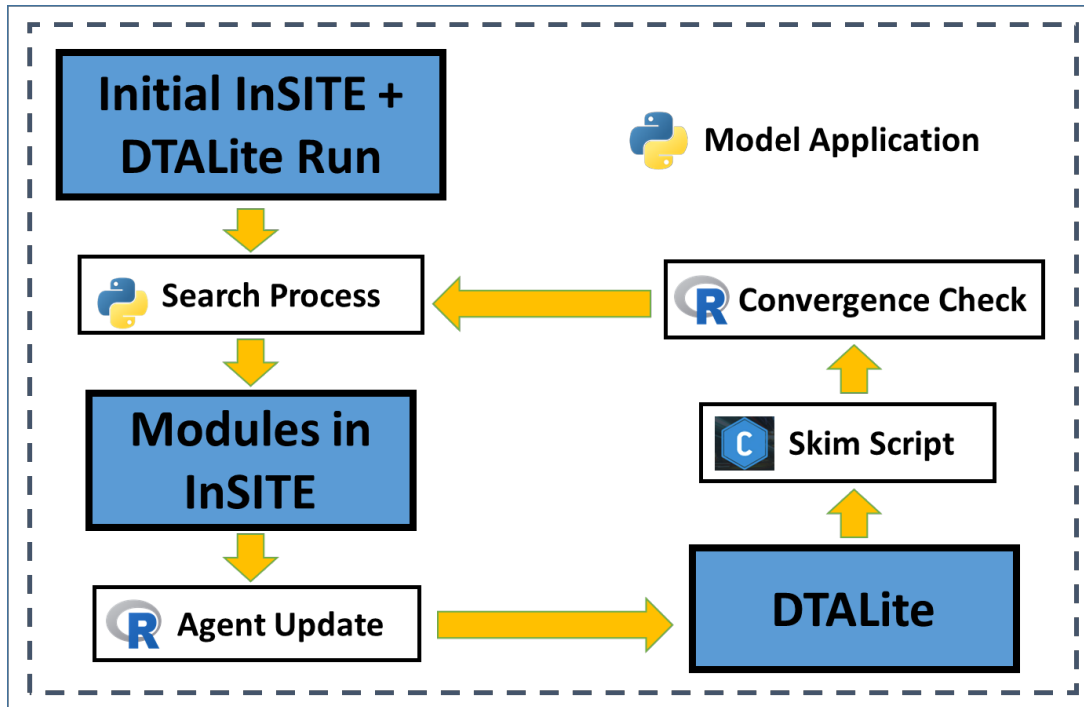 Initial InSITE +
DTALite Run
Model Application
Search Process
Modules in
InSITE
R Agent Update
DTALite
C Skim Script
R Convergence Check